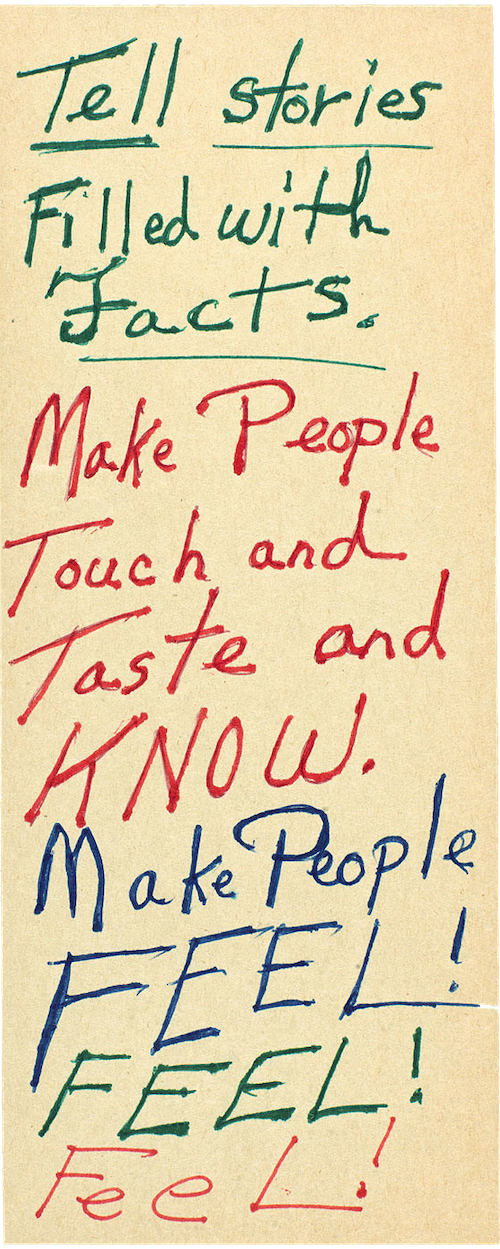 Tell stories
Filled with
Facts.
Make People
Touch and
Taste and
KNOW.
Make People
FEEL!
FEEL!
FeeL!